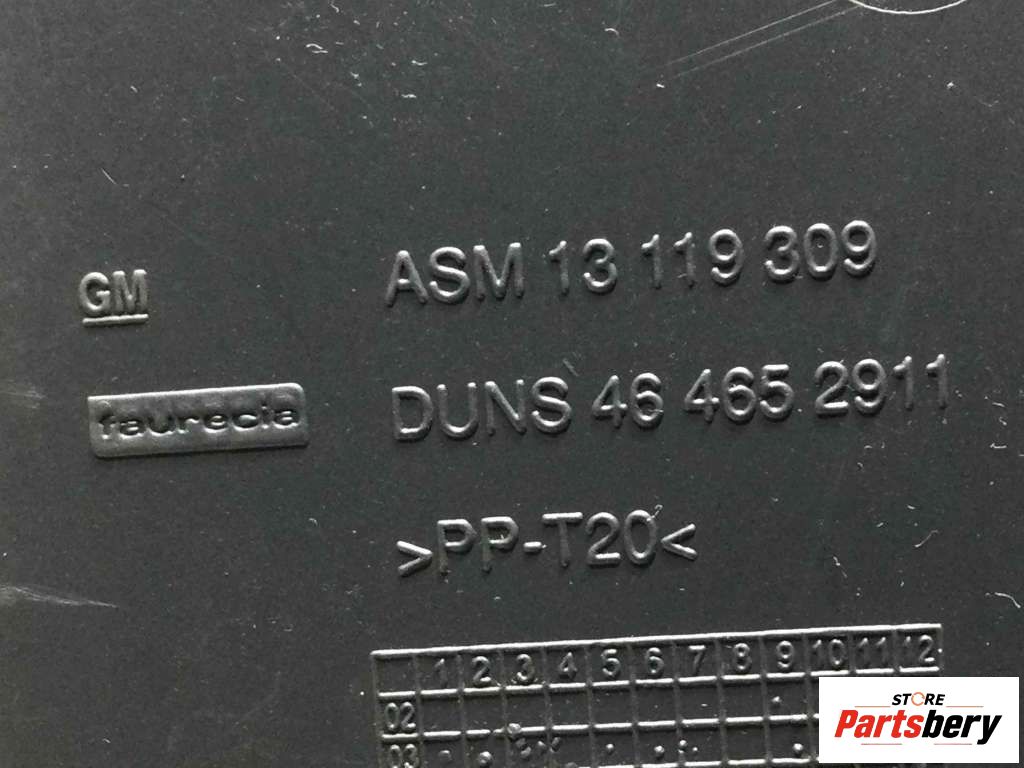 GM
ASM 13 119 309
faurecia
DUNS 46 465 2911
>PP-T20<
1 2 3 4 5 6 7 8 9 10 11 12
02
03
STORE
Partsbery